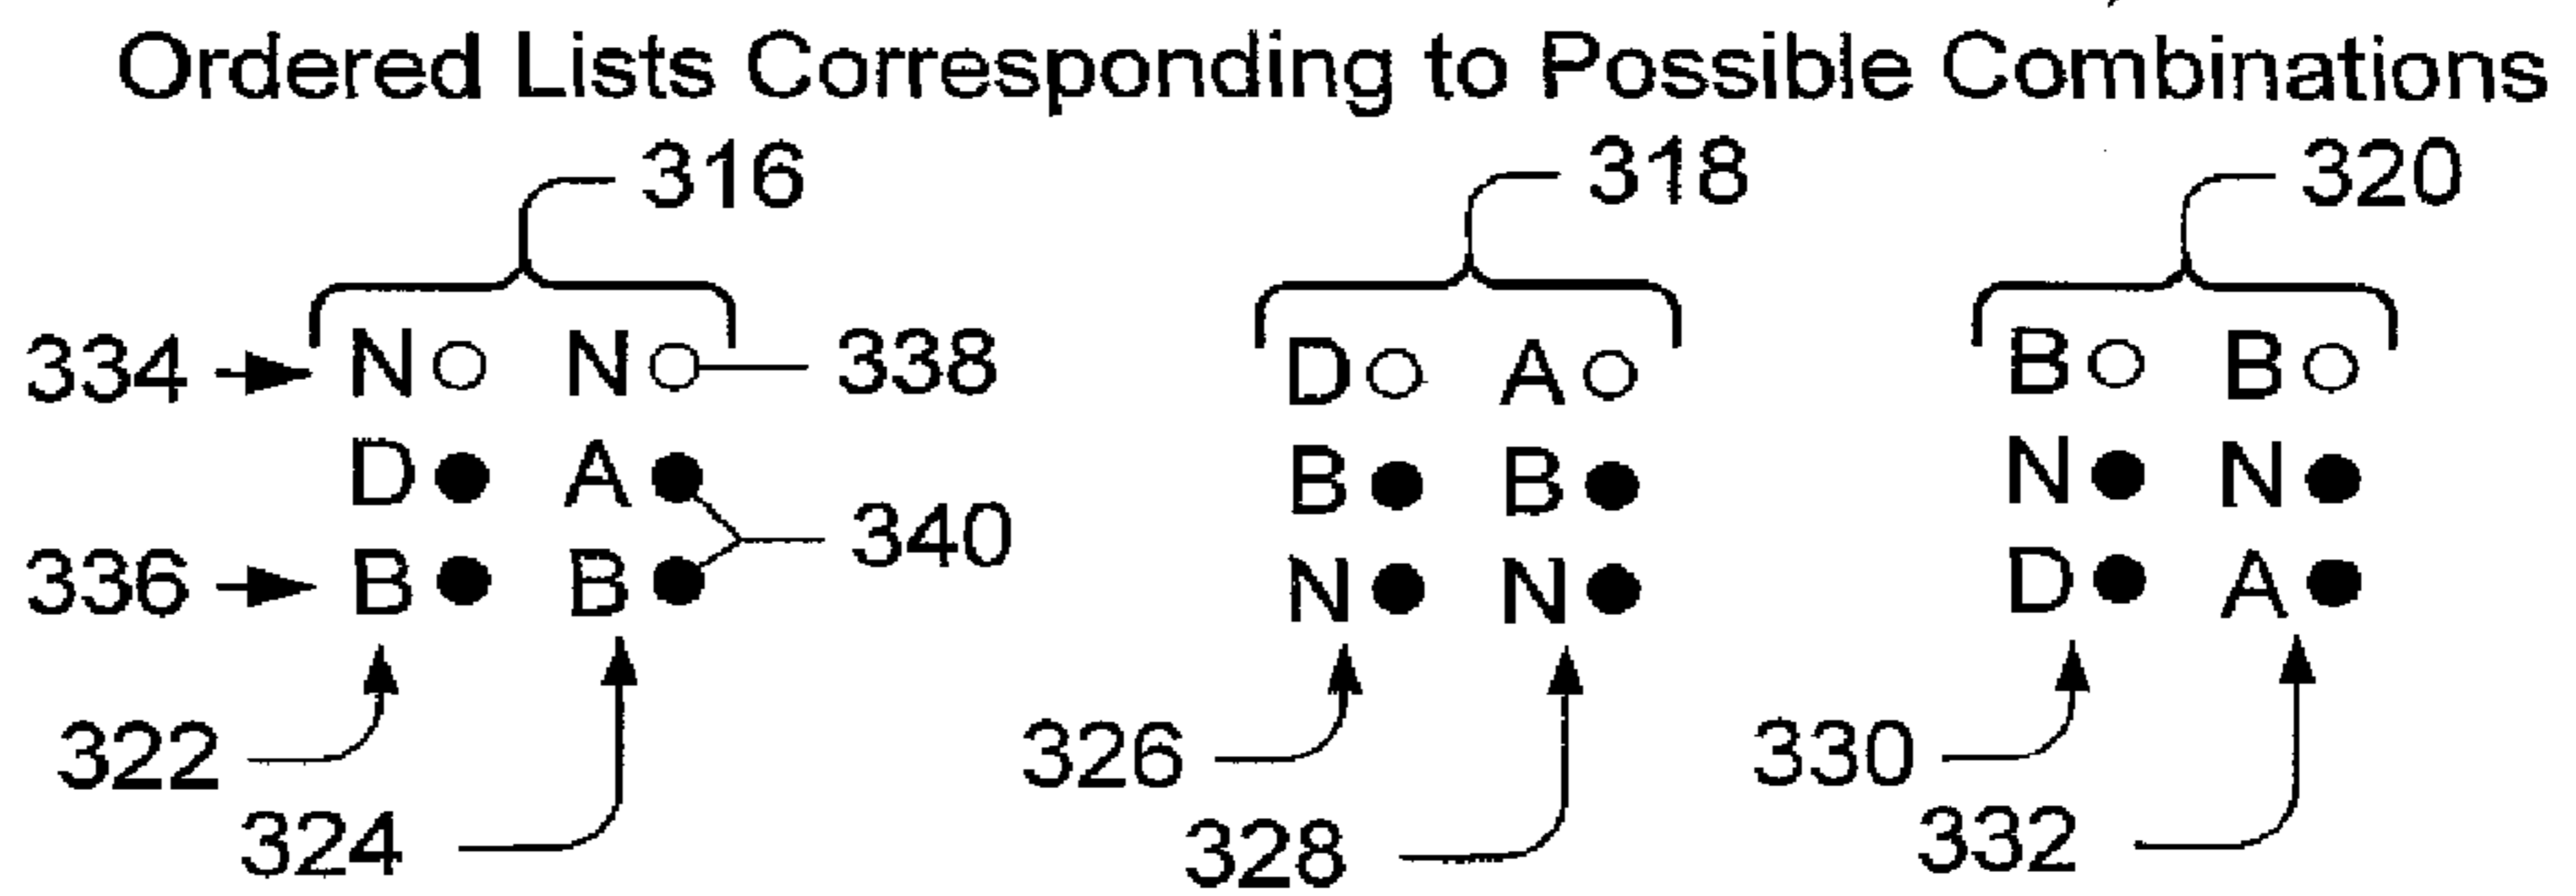 Ordered Lists Corresponding to Possible Combinations
316 318 320
334 N N 338 D A B B
D A B B N N
340
336 B B N N D A
322 326 330
324 328 332